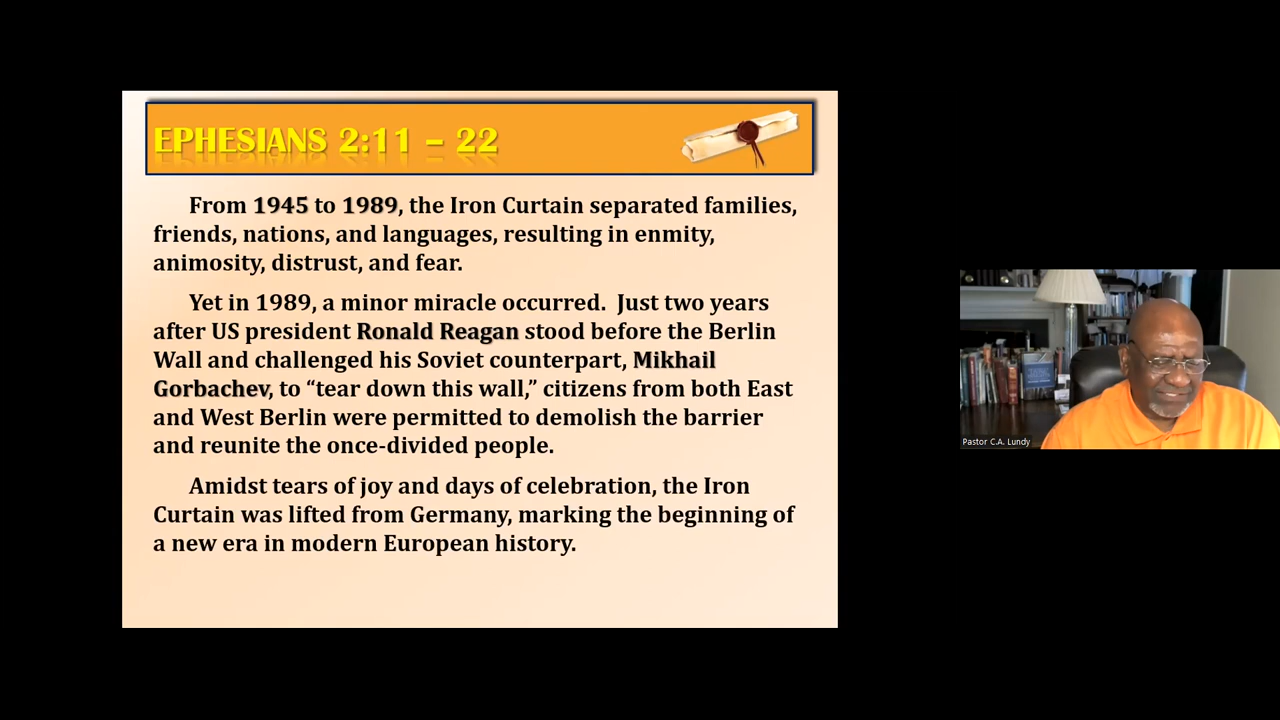 EPHESIANS 2:11 – 22
From 1945 to 1989, the Iron Curtain separated families,
friends, nations, and languages, resulting in enmity,
animosity, distrust, and fear.
Yet in 1989, a minor miracle occurred.  Just two years
after US president Ronald Reagan stood before the Berlin
Wall and challenged his Soviet counterpart, Mikhail
Gorbachev, to “tear down this wall,” citizens from both East
and West Berlin were permitted to demolish the barrier
and reunite the once-divided people.
Amidst tears of joy and days of celebration, the Iron
Curtain was lifted from Germany, marking the beginning of
a new era in modern European history.
Pastor C.A. Lundy